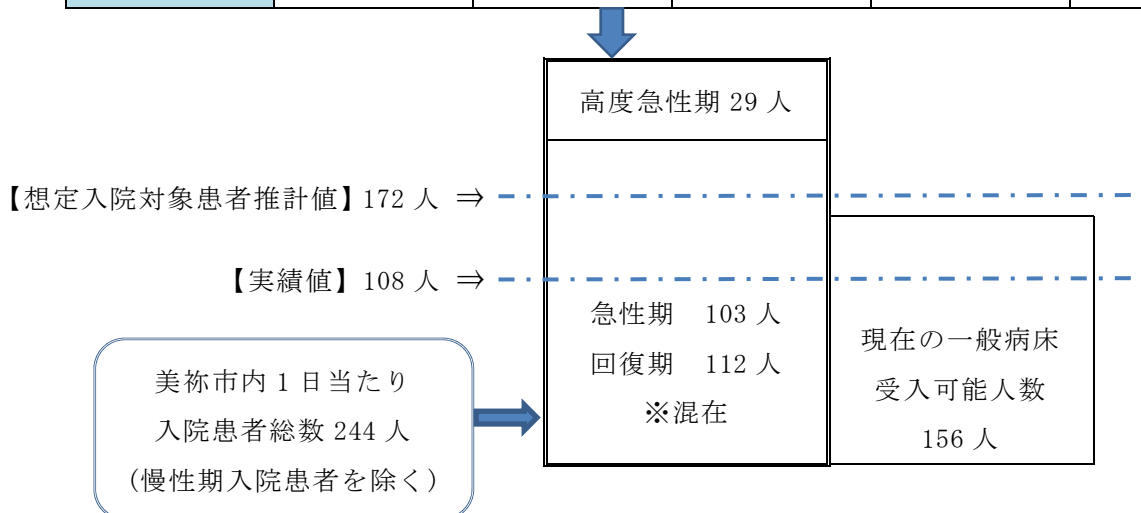 高度急性期 29 人
【想定入院対象患者推計値】172 人 ⇒
【実績値】108 人 ⇒
急性期　103 人
回復期　112 人
※混在
現在の一般病床
受入可能人数
156 人
美祢市内 1 日当たり
入院患者総数 244 人
(慢性期入院患者を除く)